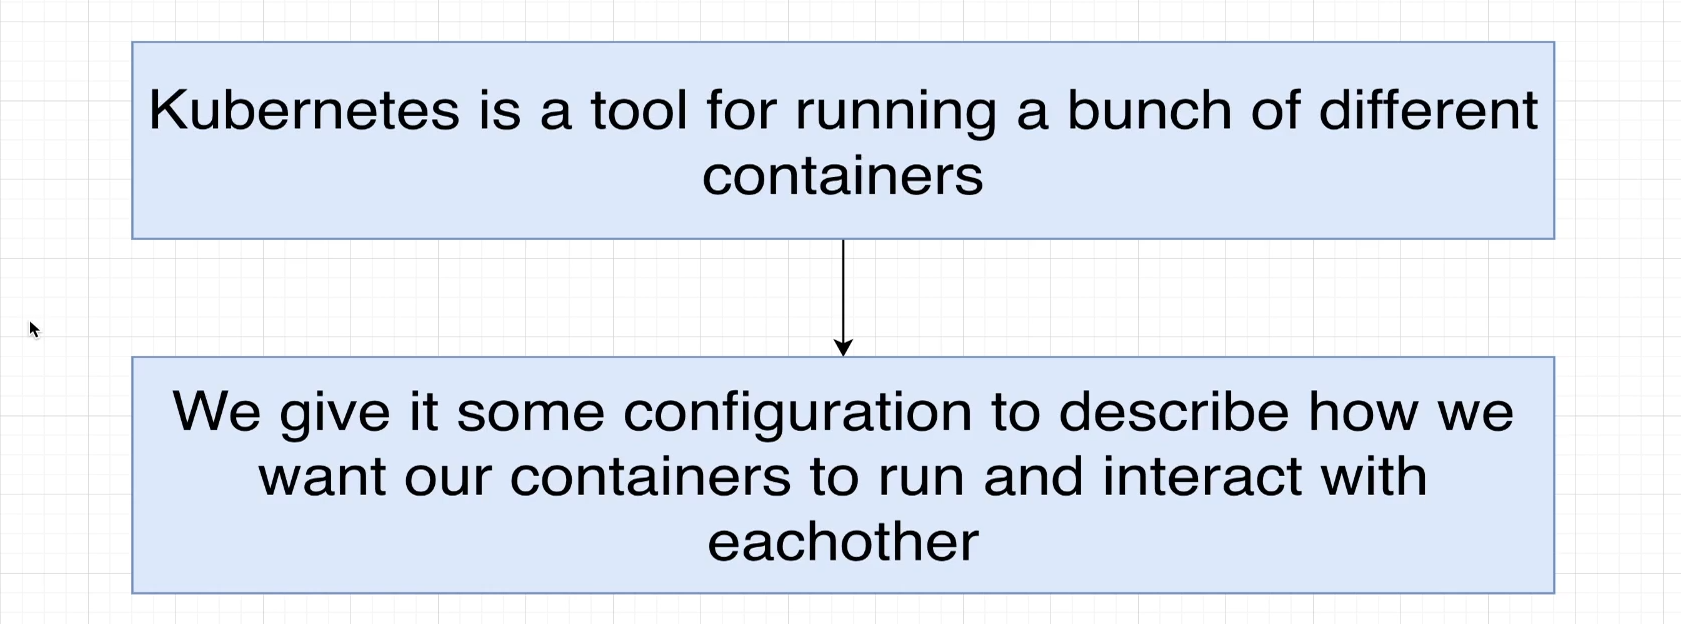 Kubernetes is a tool for running a bunch of different
containers
We give it some configuration to describe how we
want our containers to run and interact with
eachother